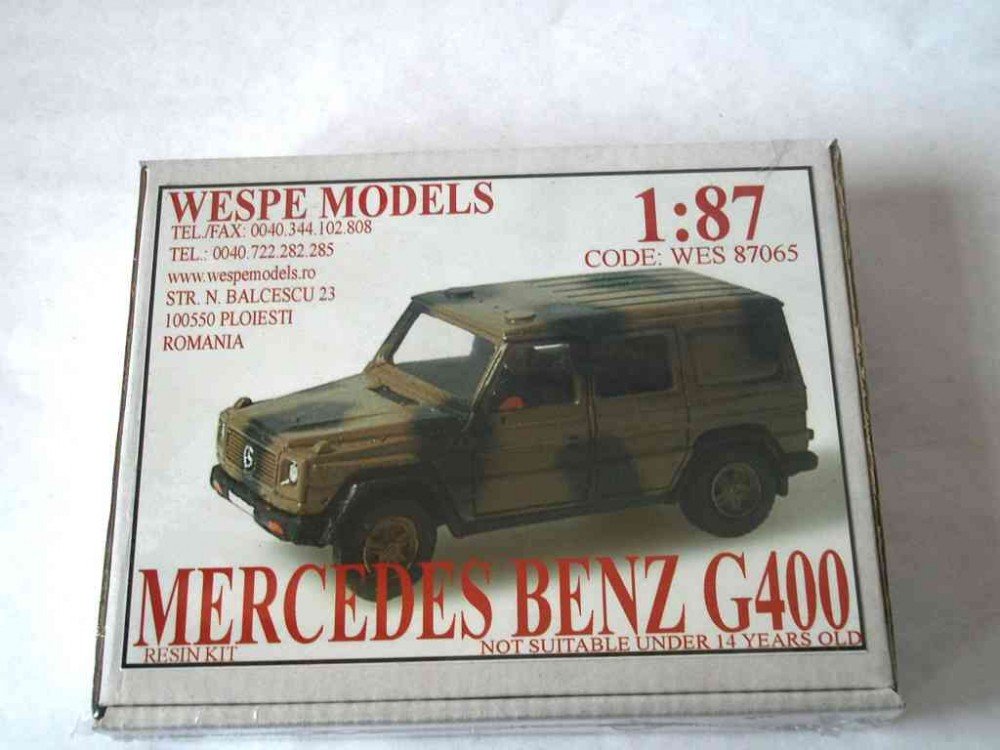 WESPE MODELS
TEL./FAX: 0040.344.102.808
TEL.: 0040.722.282.285
www.wespemodels.ro
STR. N. BALCESCU 23
100550 PLOIESTI
ROMANIA
1:87
CODE: WES 87065
MERCEDES BENZ G400
RESIN KIT
NOT SUITABLE UNDER 14 YEARS OLD